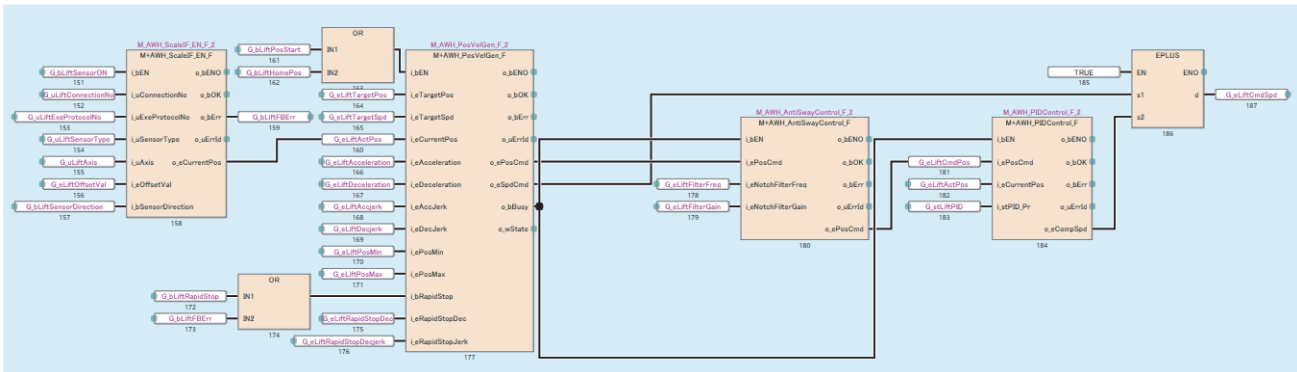 M_AWH_ScaleIF_EN_F_2
M+AWH_ScaleIF_EN_F
G_bLiftSensorON
151
i_bEN
o_bENO
G_uLiftConnectionNo
152
i_uConnectionNo
o_bOK
G_uLiftExeProtocolNo
153
i_uExeProtocolNo
o_bErr
G_bLiftFBErr
159
G_uLiftSensorType
154
i_uSensorType
o_uErrId
G_uLiftAxis
155
i_uAxis
o_eCurrentPos
G_eLiftOffsetVal
156
i_eOffsetVal
G_bLiftSensorDirection
157
i_bSensorDirection
158
OR
G_bLiftPosStart
161
IN1
G_bLiftHomePos
162
IN2
163
M_AWH_PosVelGen_F_2
M+AWH_PosVelGen_F
i_bEN
o_bENO
G_eLiftTargetPos
164
i_eTargetPos
o_bOK
G_eLiftTargetSpd
165
i_eTargetSpd
o_bErr
G_eLiftActPos
160
i_eCurrentPos
o_uErrId
G_eLiftAcceleration
166
i_eAcceleration
o_ePosCmd
G_eLiftDeceleration
167
i_eDeceleration
o_eSpdCmd
G_eLiftAccjerk
168
i_eAccJerk
o_bBusy
G_eLiftDecjerk
169
i_eDecJerk
o_wState
G_eLiftPosMin
170
i_ePosMin
G_eLiftPosMax
171
i_ePosMax
OR
G_bLiftRapidStop
172
IN1
i_bRapidStop
G_bLiftFBErr
173
IN2
174
G_eLiftRapidStopDec
175
i_eRapidStopDec
G_eLiftRapidStopDecjerk
176
i_eRapidStopJerk
177
M_AWH_AntiSwayControl_F_2
M+AWH_AntiSwayControl_F
i_bEN
o_bENO
i_ePosCmd
o_bOK
G_eLiftFilterFreq
178
i_eNotchFilterFreq
o_bErr
G_eLiftFilterGain
179
i_eNotchFilterGain
o_uErrId
o_ePosCmd
180
M_AWH_PIDControl_F_2
M+AWH_PIDControl_F
i_bEN
o_bENO
G_eLiftCmdPos
181
i_ePosCmd
o_bOK
G_eLiftActPos
182
i_eCurrentPos
o_bErr
G_stLiftPID
183
i_stPID_Pr
o_uErrId
o_eCompSpd
184
EPLUS
TRUE
185
EN
ENO
s1
d
G_eLiftCmdSpd
187
s2
186